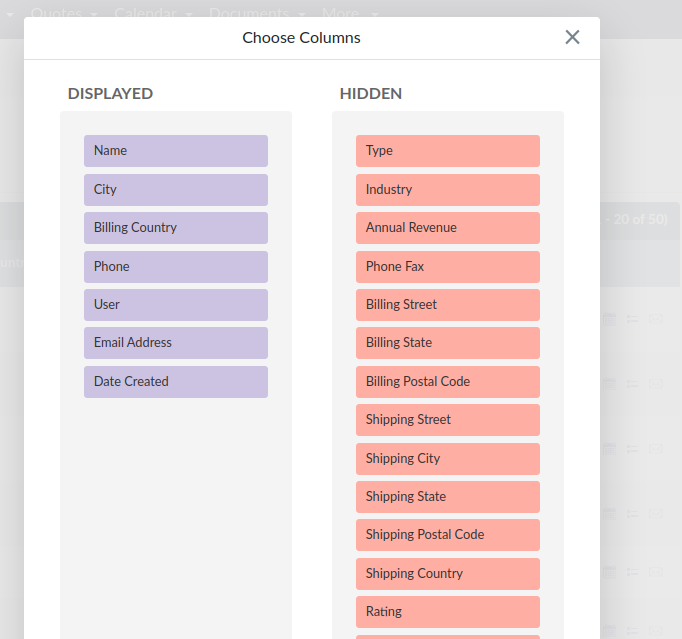 Quotes Calendar Documents More
Choose Columns
DISPLAYED
HIDDEN
Name
City
Billing Country
Phone
User
Email Address
Date Created
Type
Industry
Annual Revenue
Phone Fax
Billing Street
Billing State
Billing Postal Code
Shipping Street
Shipping City
Shipping State
Shipping Postal Code
Shipping Country
Rating
- 20 of 50)